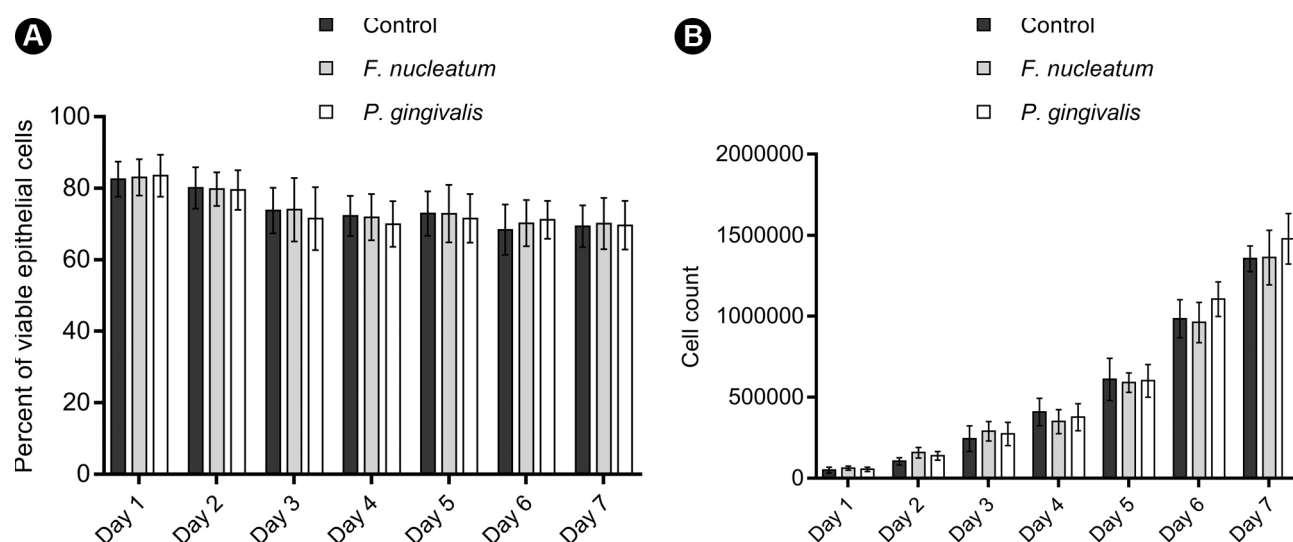 A
Control
F. nucleatum
P. gingivalis
Percent of viable epithelial cells
100
80
60
40
20
0
Day 1
Day 2
Day 3
Day 4
Day 5
Day 6
Day 7
B
Control
F. nucleatum
P. gingivalis
Cell count
2000000
1500000
1000000
500000
0
Day 1
Day 2
Day 3
Day 4
Day 5
Day 6
Day 7